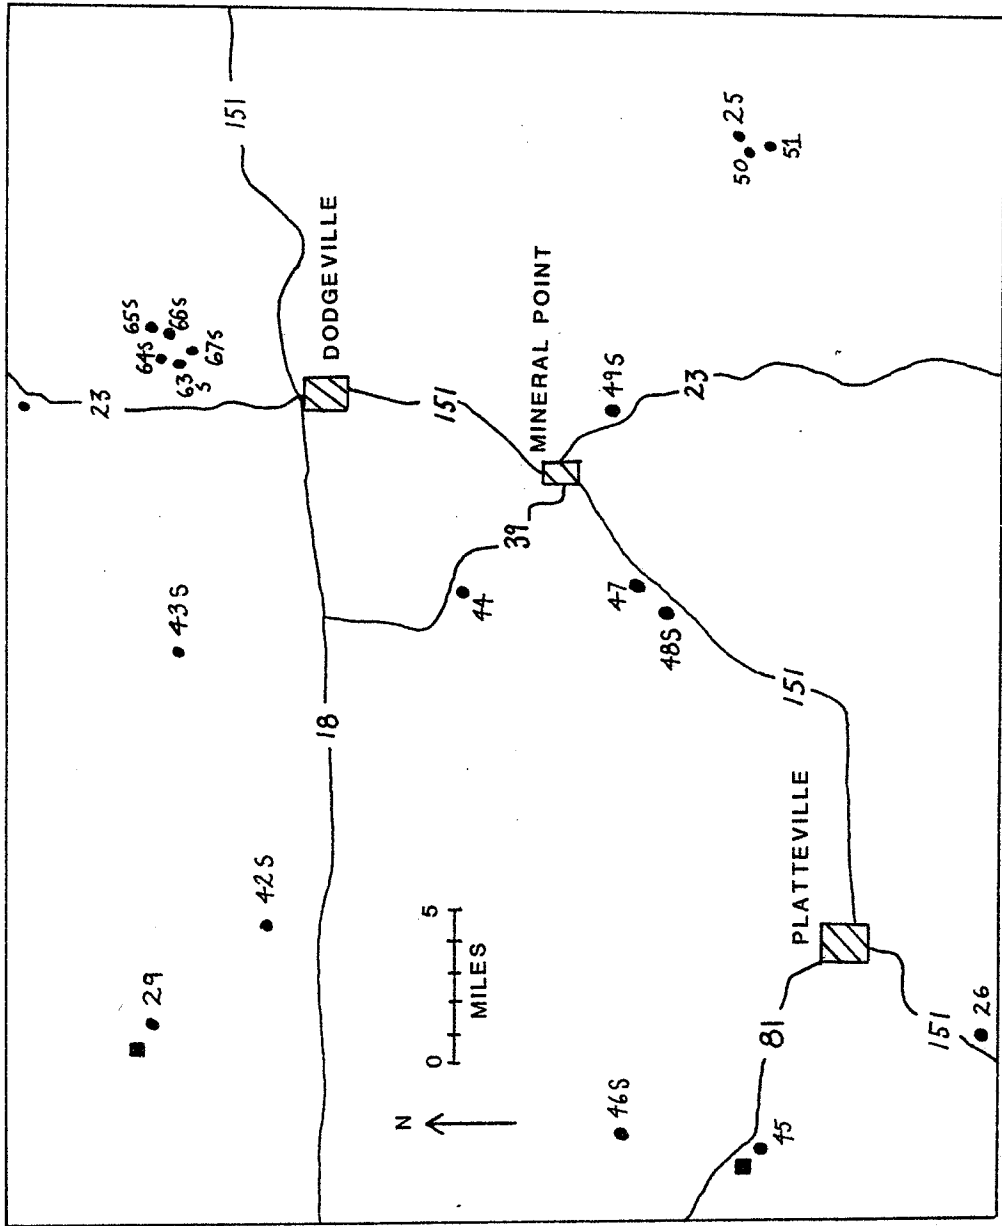 23
65S
64S
29
43S
66S
63
S
67S
151
42S
18
DODGEVILLE
N
0 5
MILES
151
44
39
MINERAL POINT
46S
47
49S
48S
23
25
50
51
81
45
151
PLATTEVILLE
151
26